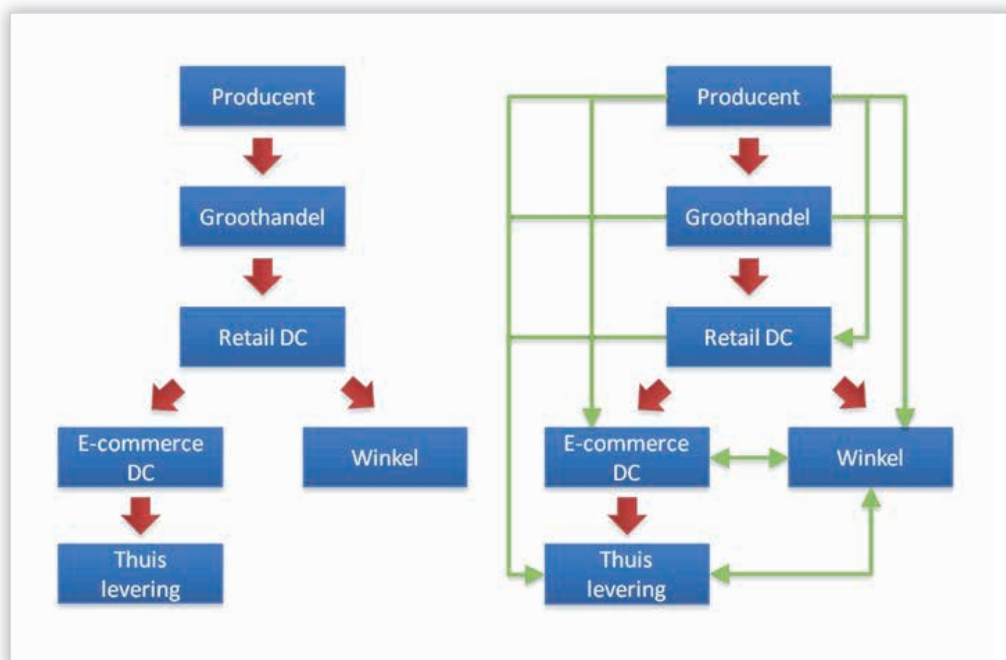 Producent
Groothandel
Retail DC
E-commerce
DC
Winkel
Thuis
levering
Producent
Groothandel
Retail DC
E-commerce
DC
Winkel
Thuis
levering